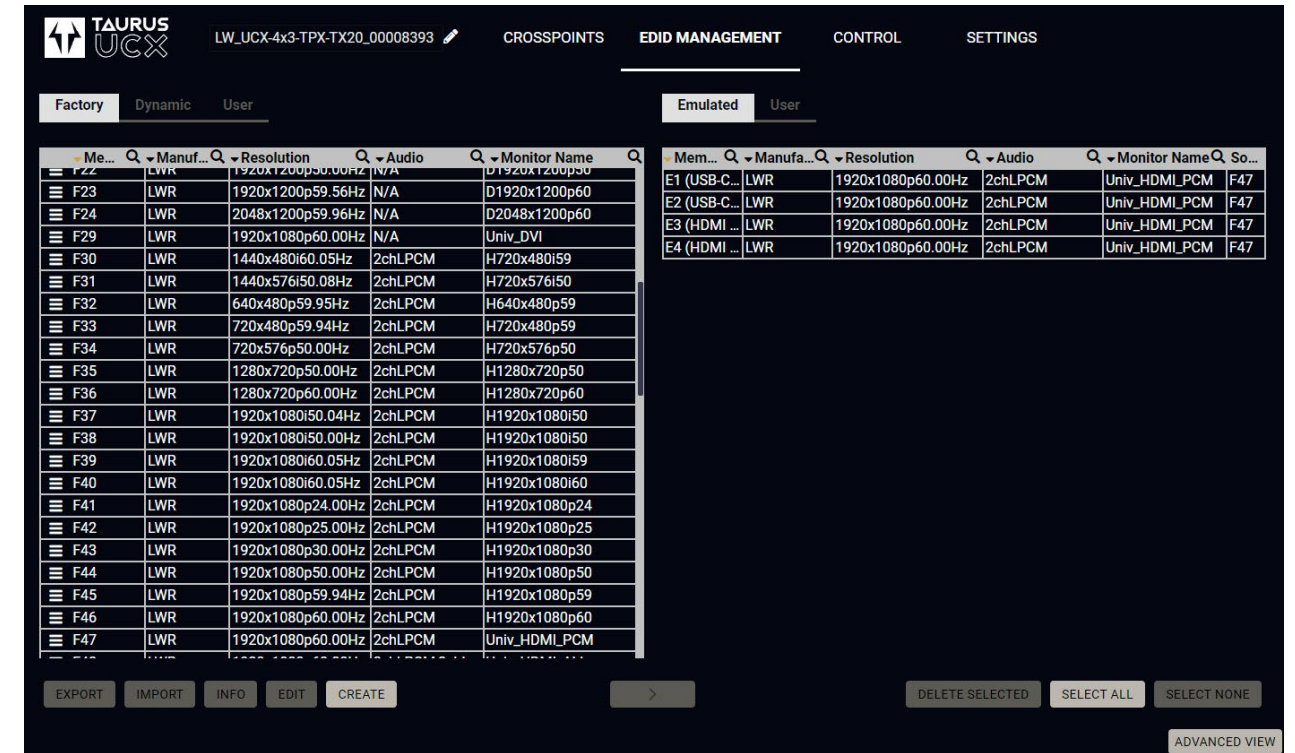 TAURUS UCX LW_UCX-4x3-TPX-TX20_00008393 CROSSPOINTS EDID MANAGEMENT CONTROL SETTINGS
Factory Dynamic User Emulated User
Me... Manuf... Resolution Audio Monitor Name
F22 LWR 1920x1200p50.00Hz N/A D1920x1200p50
F23 LWR 1920x1200p59.56Hz N/A D1920x1200p60
F24 LWR 2048x1200p59.96Hz N/A D2048x1200p60
F29 LWR 1920x1080p60.00Hz N/A Univ_DVI
F30 LWR 1440x480i60.05Hz 2chLPCM H720x480i59
F31 LWR 1440x576i50.08Hz 2chLPCM H720x576i50
F32 LWR 640x480p59.95Hz 2chLPCM H640x480p59
F33 LWR 720x480p59.94Hz 2chLPCM H720x480p59
F34 LWR 720x576p50.00Hz 2chLPCM H720x576p50
F35 LWR 1280x720p50.00Hz 2chLPCM H1280x720p50
F36 LWR 1280x720p60.00Hz 2chLPCM H1280x720p60
F37 LWR 1920x1080i50.04Hz 2chLPCM H1920x1080i50
F38 LWR 1920x1080i50.00Hz 2chLPCM H1920x1080i50
F39 LWR 1920x1080i60.05Hz 2chLPCM H1920x1080i59
F40 LWR 1920x1080i60.05Hz 2chLPCM H1920x1080i60
F41 LWR 1920x1080p24.00Hz 2chLPCM H1920x1080p24
F42 LWR 1920x1080p25.00Hz 2chLPCM H1920x1080p25
F43 LWR 1920x1080p30.00Hz 2chLPCM H1920x1080p30
F44 LWR 1920x1080p50.00Hz 2chLPCM H1920x1080p50
F45 LWR 1920x1080p59.94Hz 2chLPCM H1920x1080p59
F46 LWR 1920x1080p60.00Hz 2chLPCM H1920x1080p60
F47 LWR 1920x1080p60.00Hz 2chLPCM Univ_HDMI_PCM
Mem... Manufa... Resolution Audio Monitor Name So...
E1 (USB-C... LWR 1920x1080p60.00Hz 2chLPCM Univ_HDMI_PCM F47
E2 (USB-C... LWR 1920x1080p60.00Hz 2chLPCM Univ_HDMI_PCM F47
E3 (HDMI ... LWR 1920x1080p60.00Hz 2chLPCM Univ_HDMI_PCM F47
E4 (HDMI ... LWR 1920x1080p60.00Hz 2chLPCM Univ_HDMI_PCM F47
EXPORT IMPORT INFO EDIT CREATE > DELETE SELECTED SELECT ALL SELECT NONE
ADVANCED VIEW